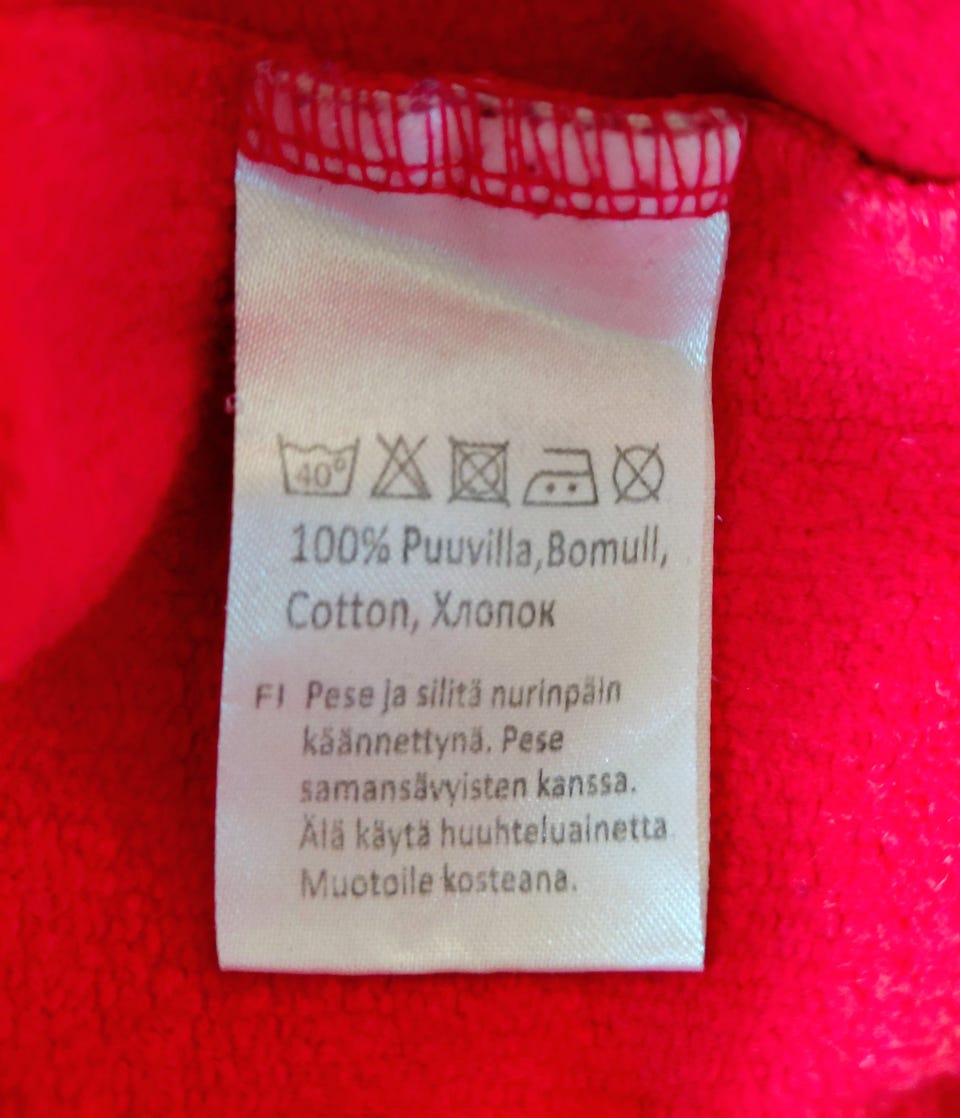 40°
100% Puuvilla,Bomull,
Cotton, Хлопок
FI Pese ja silitä nurinpäin
käännettynä. Pese
samansävyisten kanssa.
Älä käytä huuhteluainetta
Muotoile kosteana.